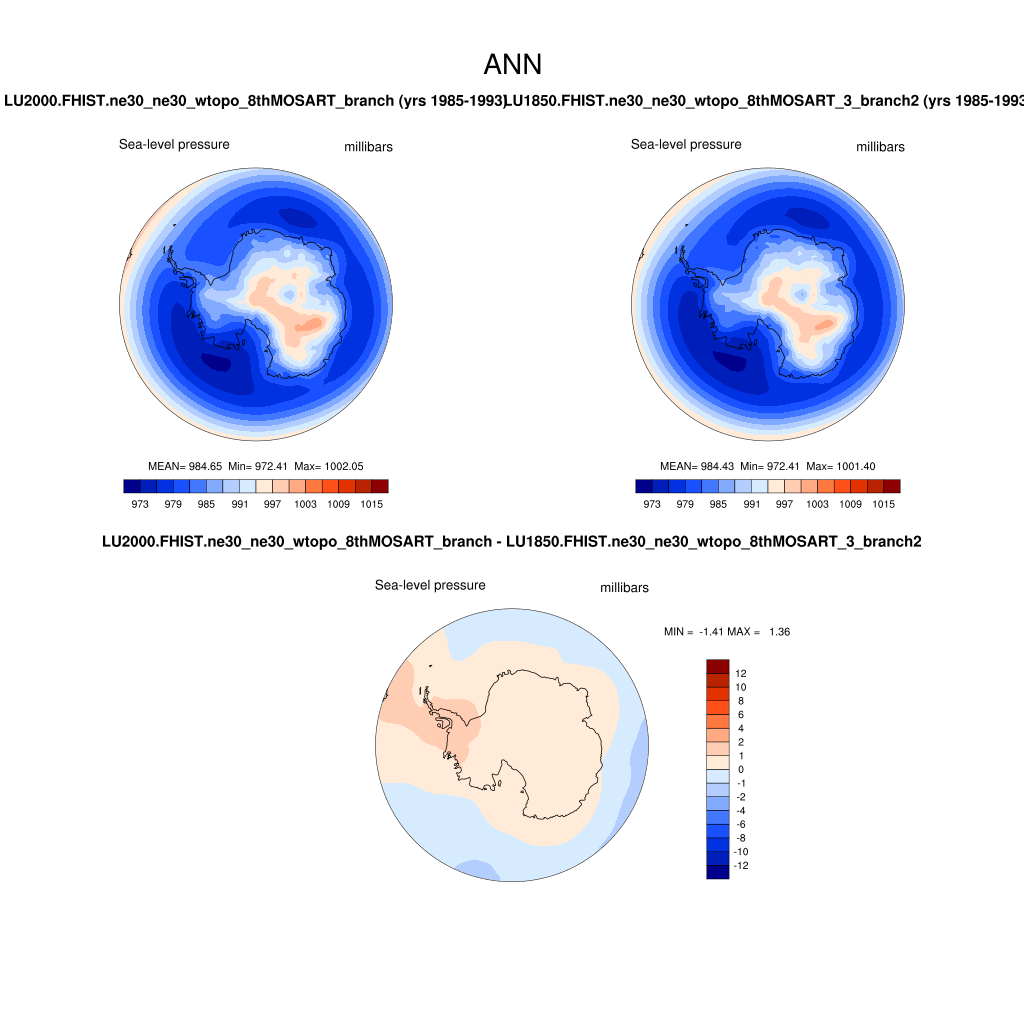 ANN
LU2000.FHIST.ne30_ne30_wtopo_8thMOSART_branch (yrs 1985-1993)
LU1850.FHIST.ne30_ne30_wtopo_8thMOSART_3_branch2 (yrs 1985-1993
Sea-level pressure millibars
Sea-level pressure millibars
MEAN= 984.65 Min= 972.41 Max= 1002.05
MEAN= 984.43 Min= 972.41 Max= 1001.40
973 979 985 991 997 1003 1009 1015
973 979 985 991 997 1003 1009 1015
LU2000.FHIST.ne30_ne30_wtopo_8thMOSART_branch - LU1850.FHIST.ne30_ne30_wtopo_8thMOSART_3_branch2
Sea-level pressure millibars
MIN = -1.41 MAX = 1.36
12
10
8
6
4
2
1
0
-1
-2
-4
-6
-8
-10
-12